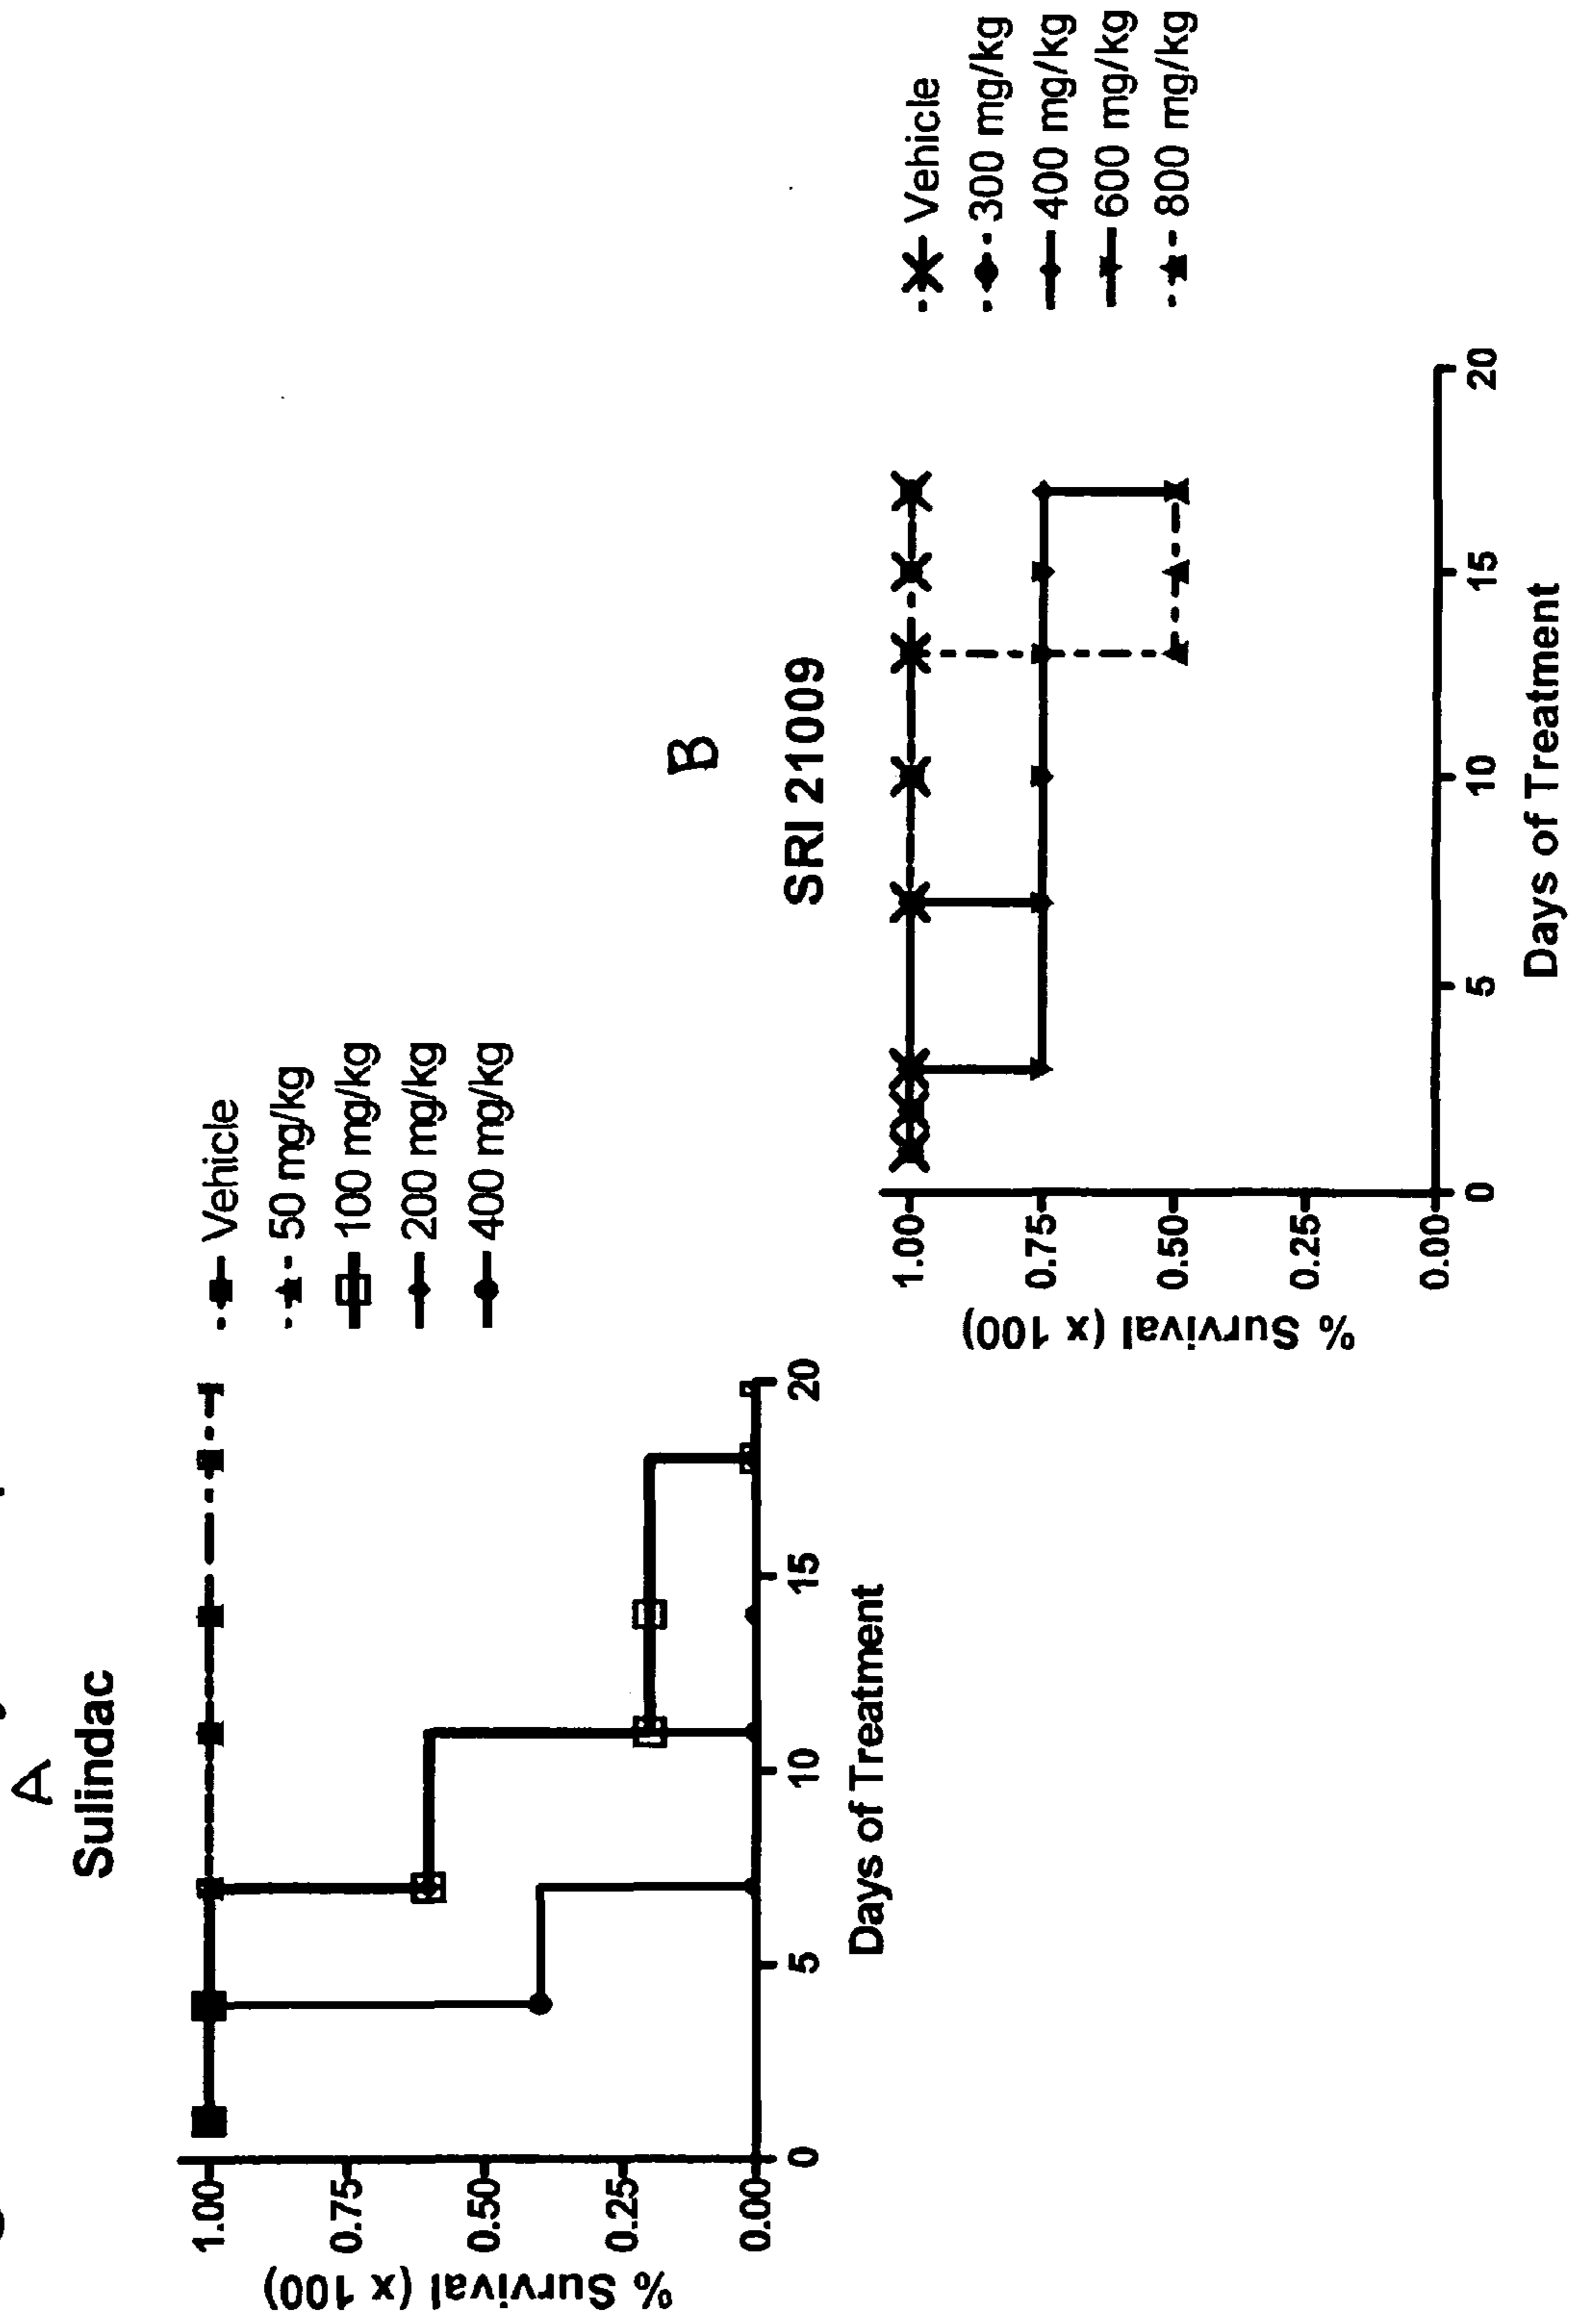 A
Sulindac
% Survival (x 100)
1.00
0.75
0.50
0.25
0.00
0
5
10
15
20
Days of Treatment
Vehicle
50 mg/kg
100 mg/kg
200 mg/kg
400 mg/kg
B
SRI 21009
% Survival (x 100)
1.00
0.75
0.50
0.25
0.00
0
5
10
15
20
Days of Treatment
Vehicle
300 mg/kg
400 mg/kg
600 mg/kg
800 mg/kg